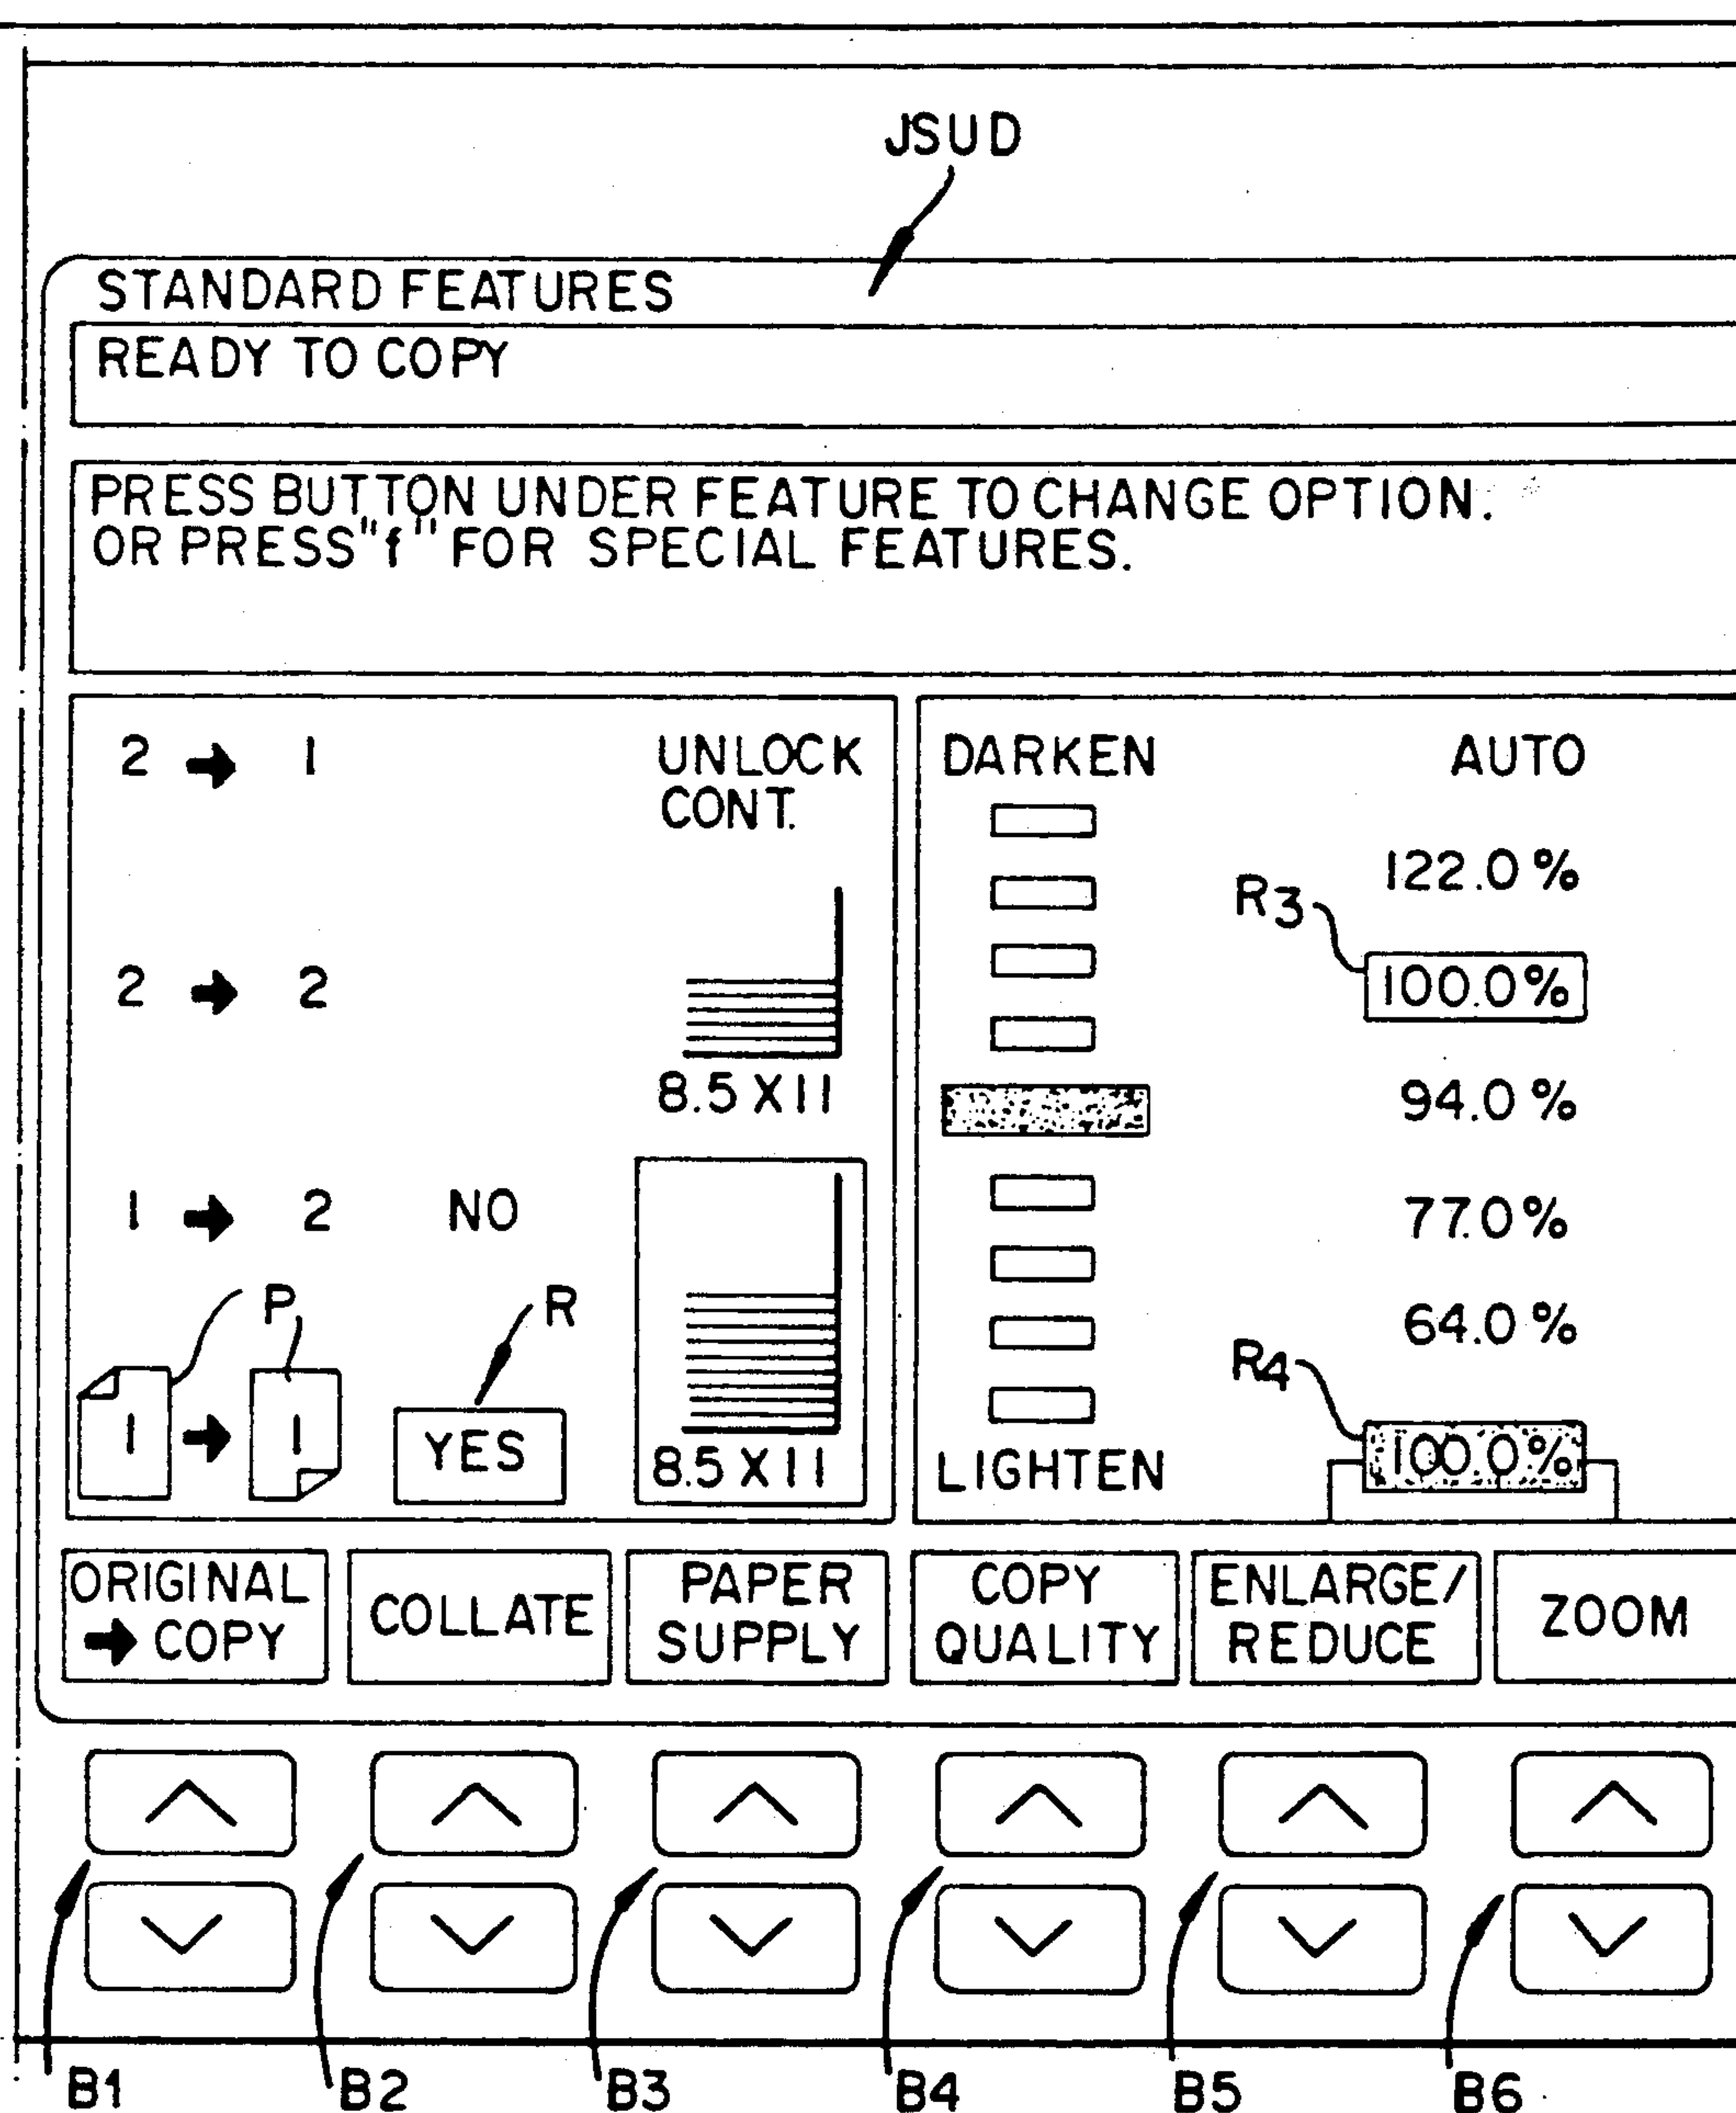 JSUD
STANDARD FEATURES
READY TO COPY
PRESS BUTTON UNDER FEATURE TO CHANGE OPTION.
OR PRESS "f" FOR SPECIAL FEATURES.
2 → 1
UNLOCK
CONT.
2 → 2
8.5 X 11
1 → 2
NO
P
R
1 → 1
YES
8.5 X 11
DARKEN
LIGHTEN
AUTO
122.0%
R3
100.0%
94.0%
77.0%
64.0%
R4
100.0%
ORIGINAL
→ COPY
COLLATE
PAPER
SUPPLY
COPY
QUALITY
ENLARGE/
REDUCE
ZOOM
B1
B2
B3
B4
B5
B6